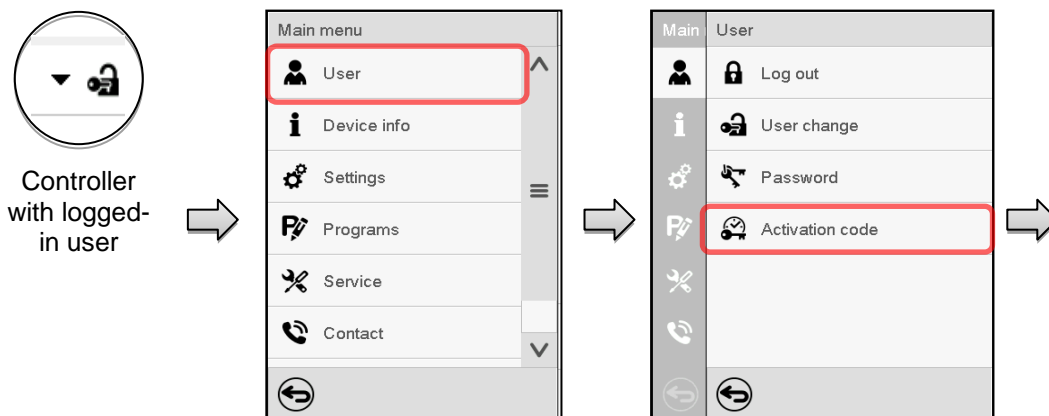 Controller
with logged-
in user
Main menu
User
Device info
Settings
Programs
Service
Contact
Main
User
Log out
User change
Password
Activation code